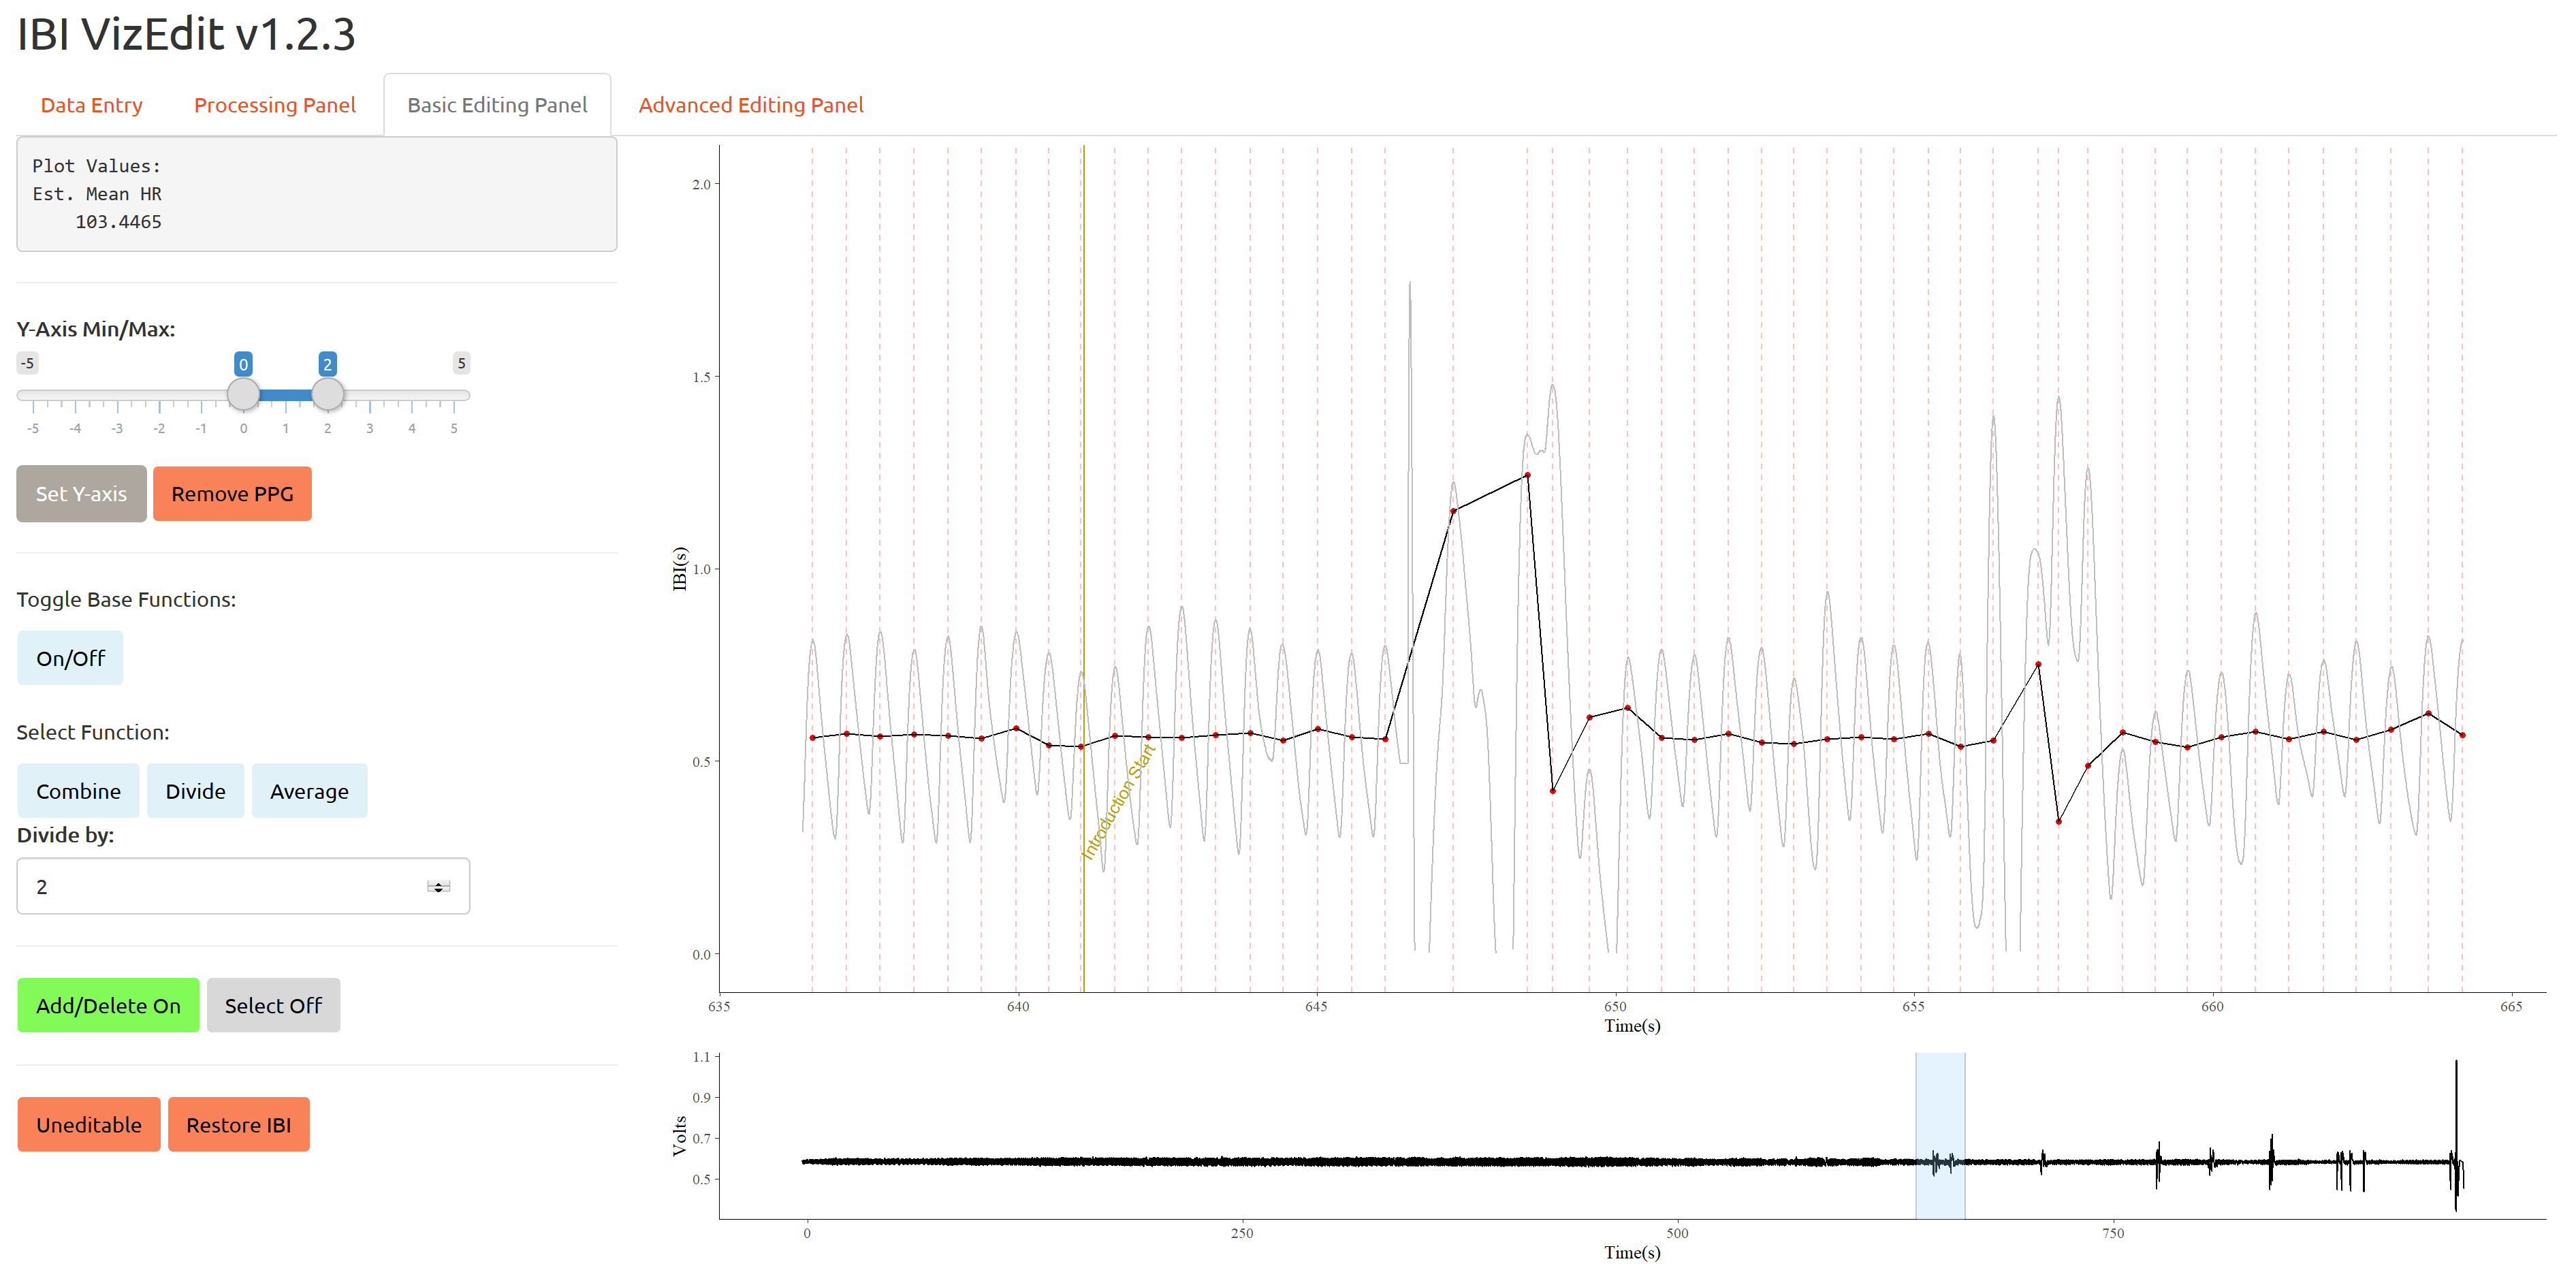 IBI VizEdit v1.2.3
Data Entry Processing Panel Basic Editing Panel Advanced Editing Panel
Plot Values:
Est. Mean HR
103.4465
Y-Axis Min/Max:
-5 0 2 5
-5 -4 -3 -2 -1 0 1 2 3 4 5
Set Y-axis Remove PPG
Toggle Base Functions:
On/Off
Select Function:
Combine Divide Average
Divide by:
2
Add/Delete On Select Off
Uneditable Restore IBI
2.0
1.5
1.0
0.5
0.0
IBI(s)
Introduction Start
635 640 645 650 655 660 665
Time(s)
1.1
0.9
0.7
0.5
Volts
0 250 500 750
Time(s)